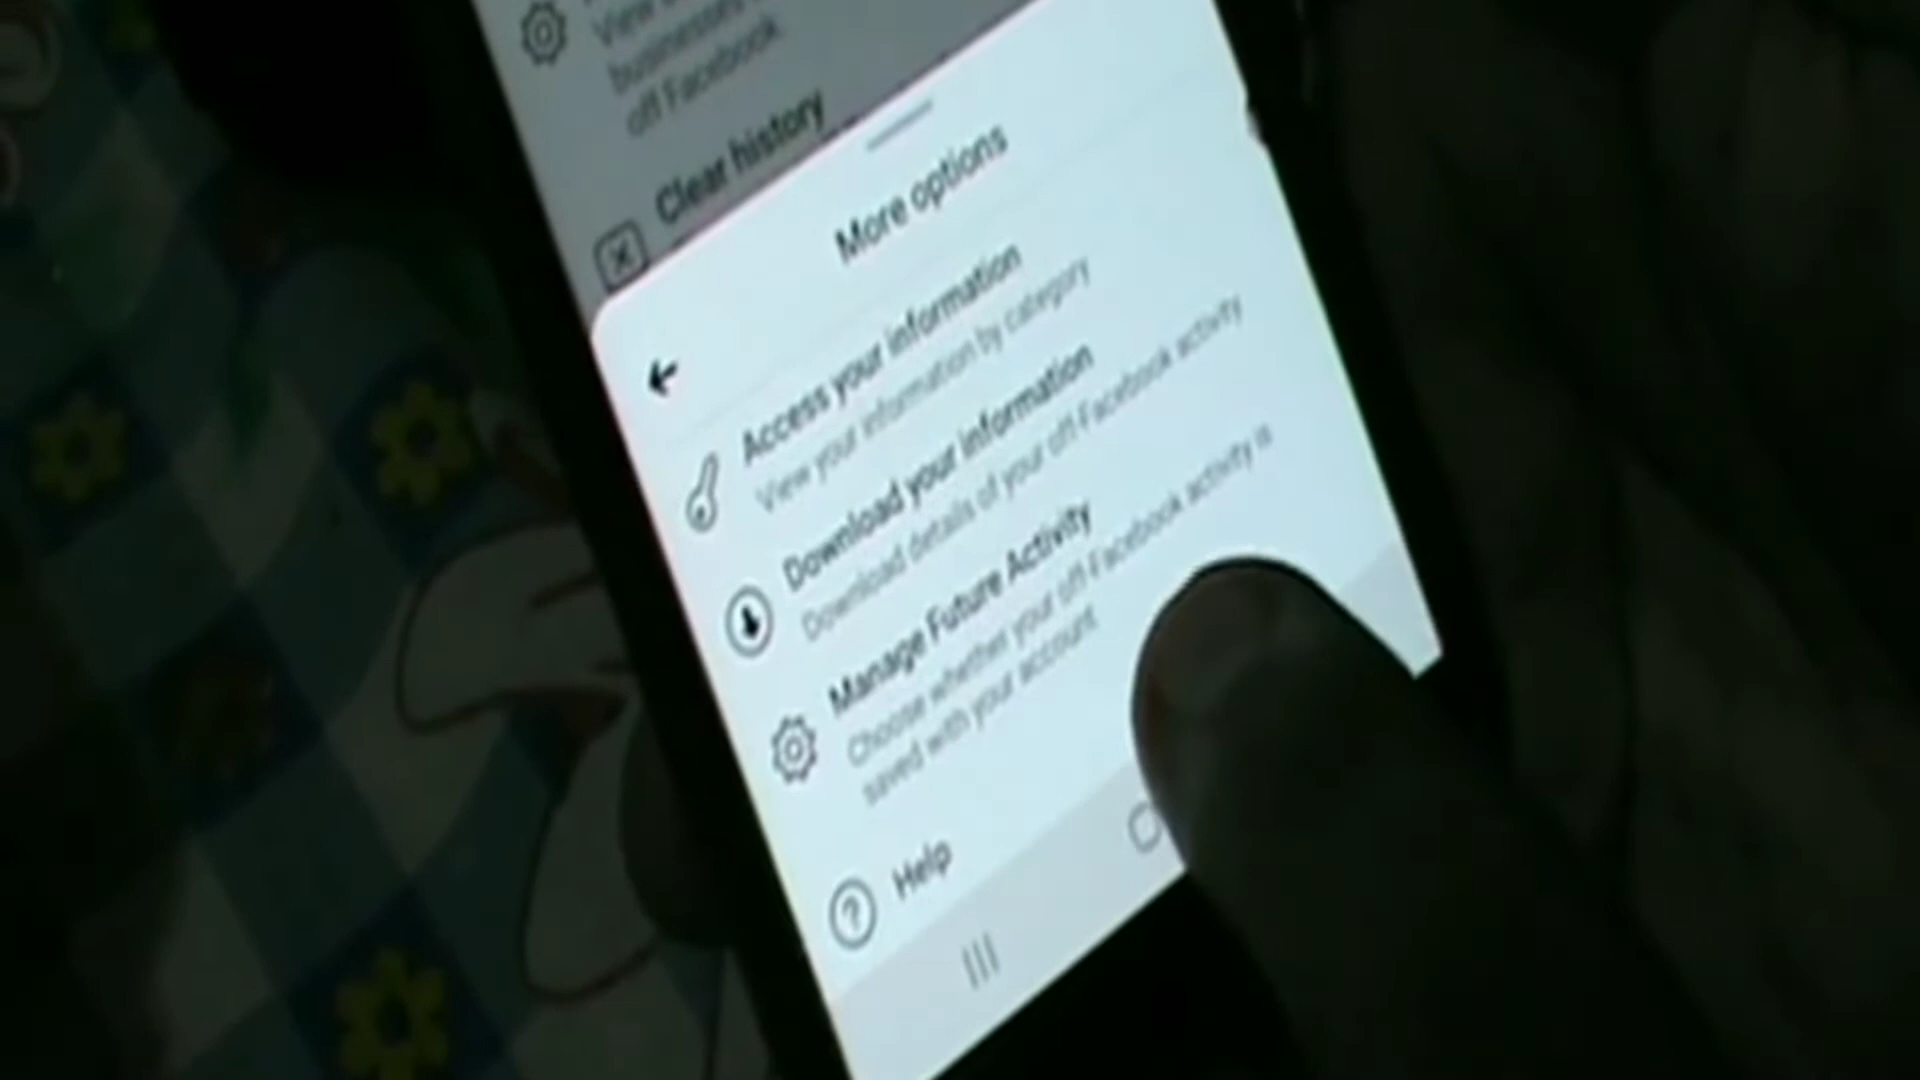 View
businesses
off Facebook
Clear history
More options
Access your information
View your information by category
Download your information
Download details of your off-Facebook activity
Manage Future Activity
Choose whether your off-Facebook activity is
saved with your account
Help